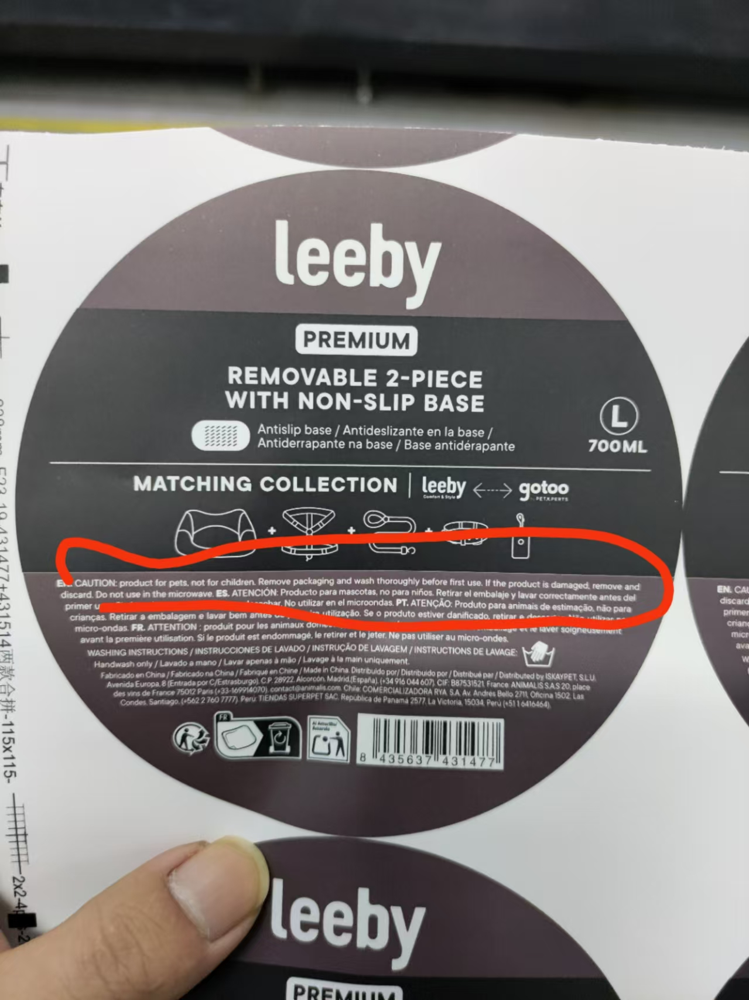 leeby
PREMIUM
REMOVABLE 2-PIECE
WITH NON-SLIP BASE
Antislip base / Antideslizante en la base /
Antiderrapante na base / Base antidérapante
L
700ML
MATCHING COLLECTION | leeby gotoo
Comfort & Style PETXPERTS
EN. CAUTION: product for pets, not for children. Remove packaging and wash thoroughly before first use. If the product is damaged, remove and
discard. Do not use in the microwave. ES. ATENCIÓN: Producto para mascotas, no para niños. Retirar el embalaje y lavar correctamente antes del
primer No utilizar en el microondas. PT. ATENÇÃO: Produto para animais de estimação, não para
crianças. Retirar a embalagem e lavar bem antes utilização. Se o produto estiver danificado, retirar e
micro-ondas. FR. ATTENTION : produit pour les animaux et le laver soigneusement
avant la première utilisation. Si le produit est endommagé, le retirer et le jeter. Ne pas utiliser au micro-ondes.
WASHING INSTRUCTIONS / INSTRUCCIONES DE LAVADO / INSTRUÇÃO DE LAVAGEM / INSTRUCTIONS DE LAVAGE:
Handwash only / Lavado a mano / Lavar apenas à mão / Lavage à la main uniquement.
Fabricado en China / Fabricado na China / Fabriqué en Chine / Made in China. Distribuido por / Distribuído por / Distribué par / Distributed by ISKAYPET, S.L.U.
Avenida Europa, 8 (Entrada por C/Estrasburgo). C.P. 28922. Alcorcón. Madrid (España). (+34 916 044 607). CIF: B87531521. France: ANIMALIS S.A.S 20, place
des vins de France 75012 Paris (+33-169914070). contact@animalis.com. Chile: COMERCIALIZADORA RYA, S.A. Av. Andrés Bello 2711, Oficina 1502. Las
Condes. Santiago. (+562 2 760 7777). Perú: TIENDAS SUPERPET SAC. República de Panamá 2577, La Victoria, 15034, Perú (+51 1 6416464).
FR
Al Amarillo/
Amarelo
8 435637 431477
leeby
PREMIUM
EN. CAU
discard
primer
crian
micr
ava
W
19-431477+431514两款合拼-115x115-
2x2-4